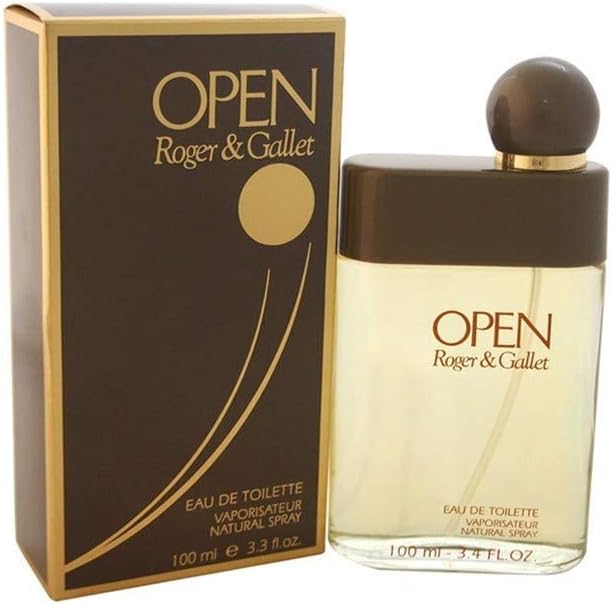 OPEN
Roger & Gallet
EAU DE TOILETTE
VAPORISATEUR
NATURAL SPRAY
100 ml e 3.3 fl.oz.
OPEN
Roger & Gallet
EAU DE TOILETTE
VAPORISATEUR
NATURAL SPRAY
100 ml - 3.4 FL.OZ.